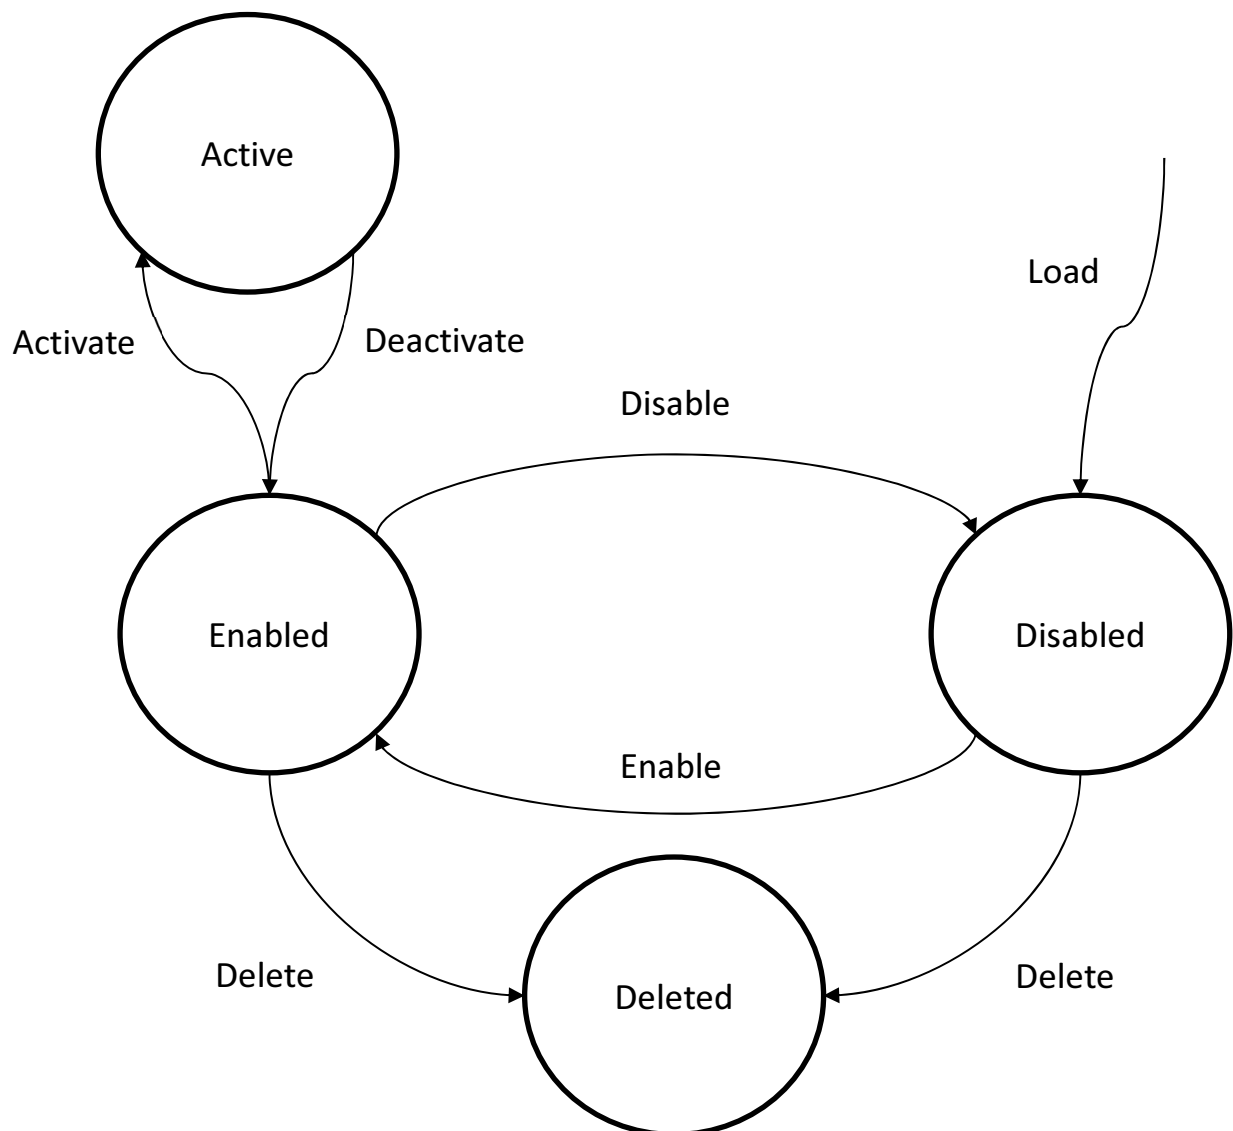 Active
Load
Activate
Deactivate
Disable
Enabled
Disabled
Enable
Delete
Deleted
Delete